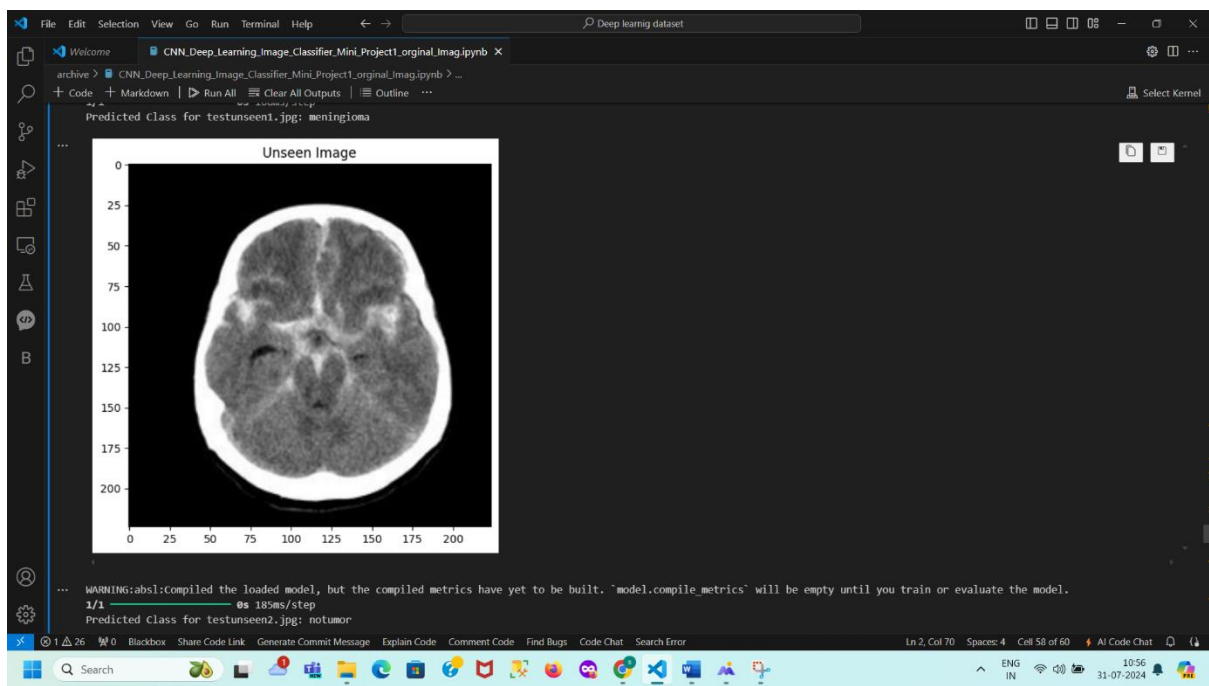 File Edit Selection View Go Run Terminal Help
Deep learnig dataset
Welcome
CNN_Deep_Learning_Image_Classifier_Mini_Project1_orginal_Imag.ipynb
archive > CNN_Deep_Learning_Image_Classifier_Mini_Project1_orginal_Imag.ipynb > ...
+ Code + Markdown | Run All Clear All Outputs | Outline ...
Select Kernel
Predicted Class for testunseen1.jpg: meningioma
Unseen Image
0
25
50
75
100
125
150
175
200
0 25 50 75 100 125 150 175 200
... WARNING:absl:Compiled the loaded model, but the compiled metrics have yet to be built. `model.compile_metrics` will be empty until you train or evaluate the model.
1/1 0s 185ms/step
Predicted Class for testunseen2.jpg: notumor
1 26 0 Blackbox Share Code Link Generate Commit Message Explain Code Comment Code Find Bugs Code Chat Search Error
Ln 2, Col 70 Spaces: 4 Cell 58 of 60 AI Code Chat
Search
ENG
IN
10:56
31-07-2024